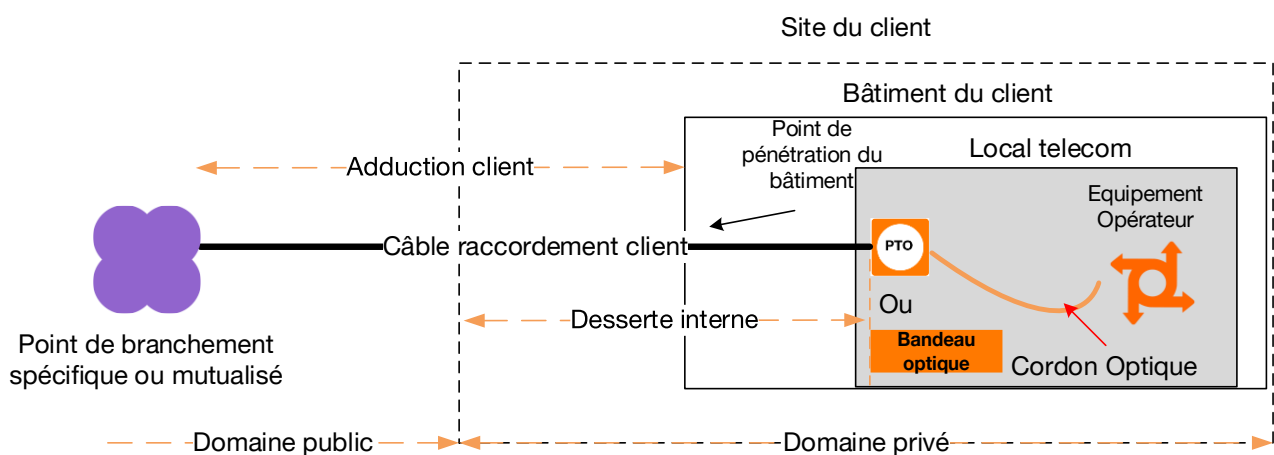 Site du client
Bâtiment du client
Point de
pénétration du
bâtiment
Local telecom
Adduction client
Equipement
Opérateur
Câble raccordement client
PTO
Ou
Desserte interne
Bandeau
optique
Cordon Optique
Point de branchement
spécifique ou mutualisé
Domaine public
Domaine privé